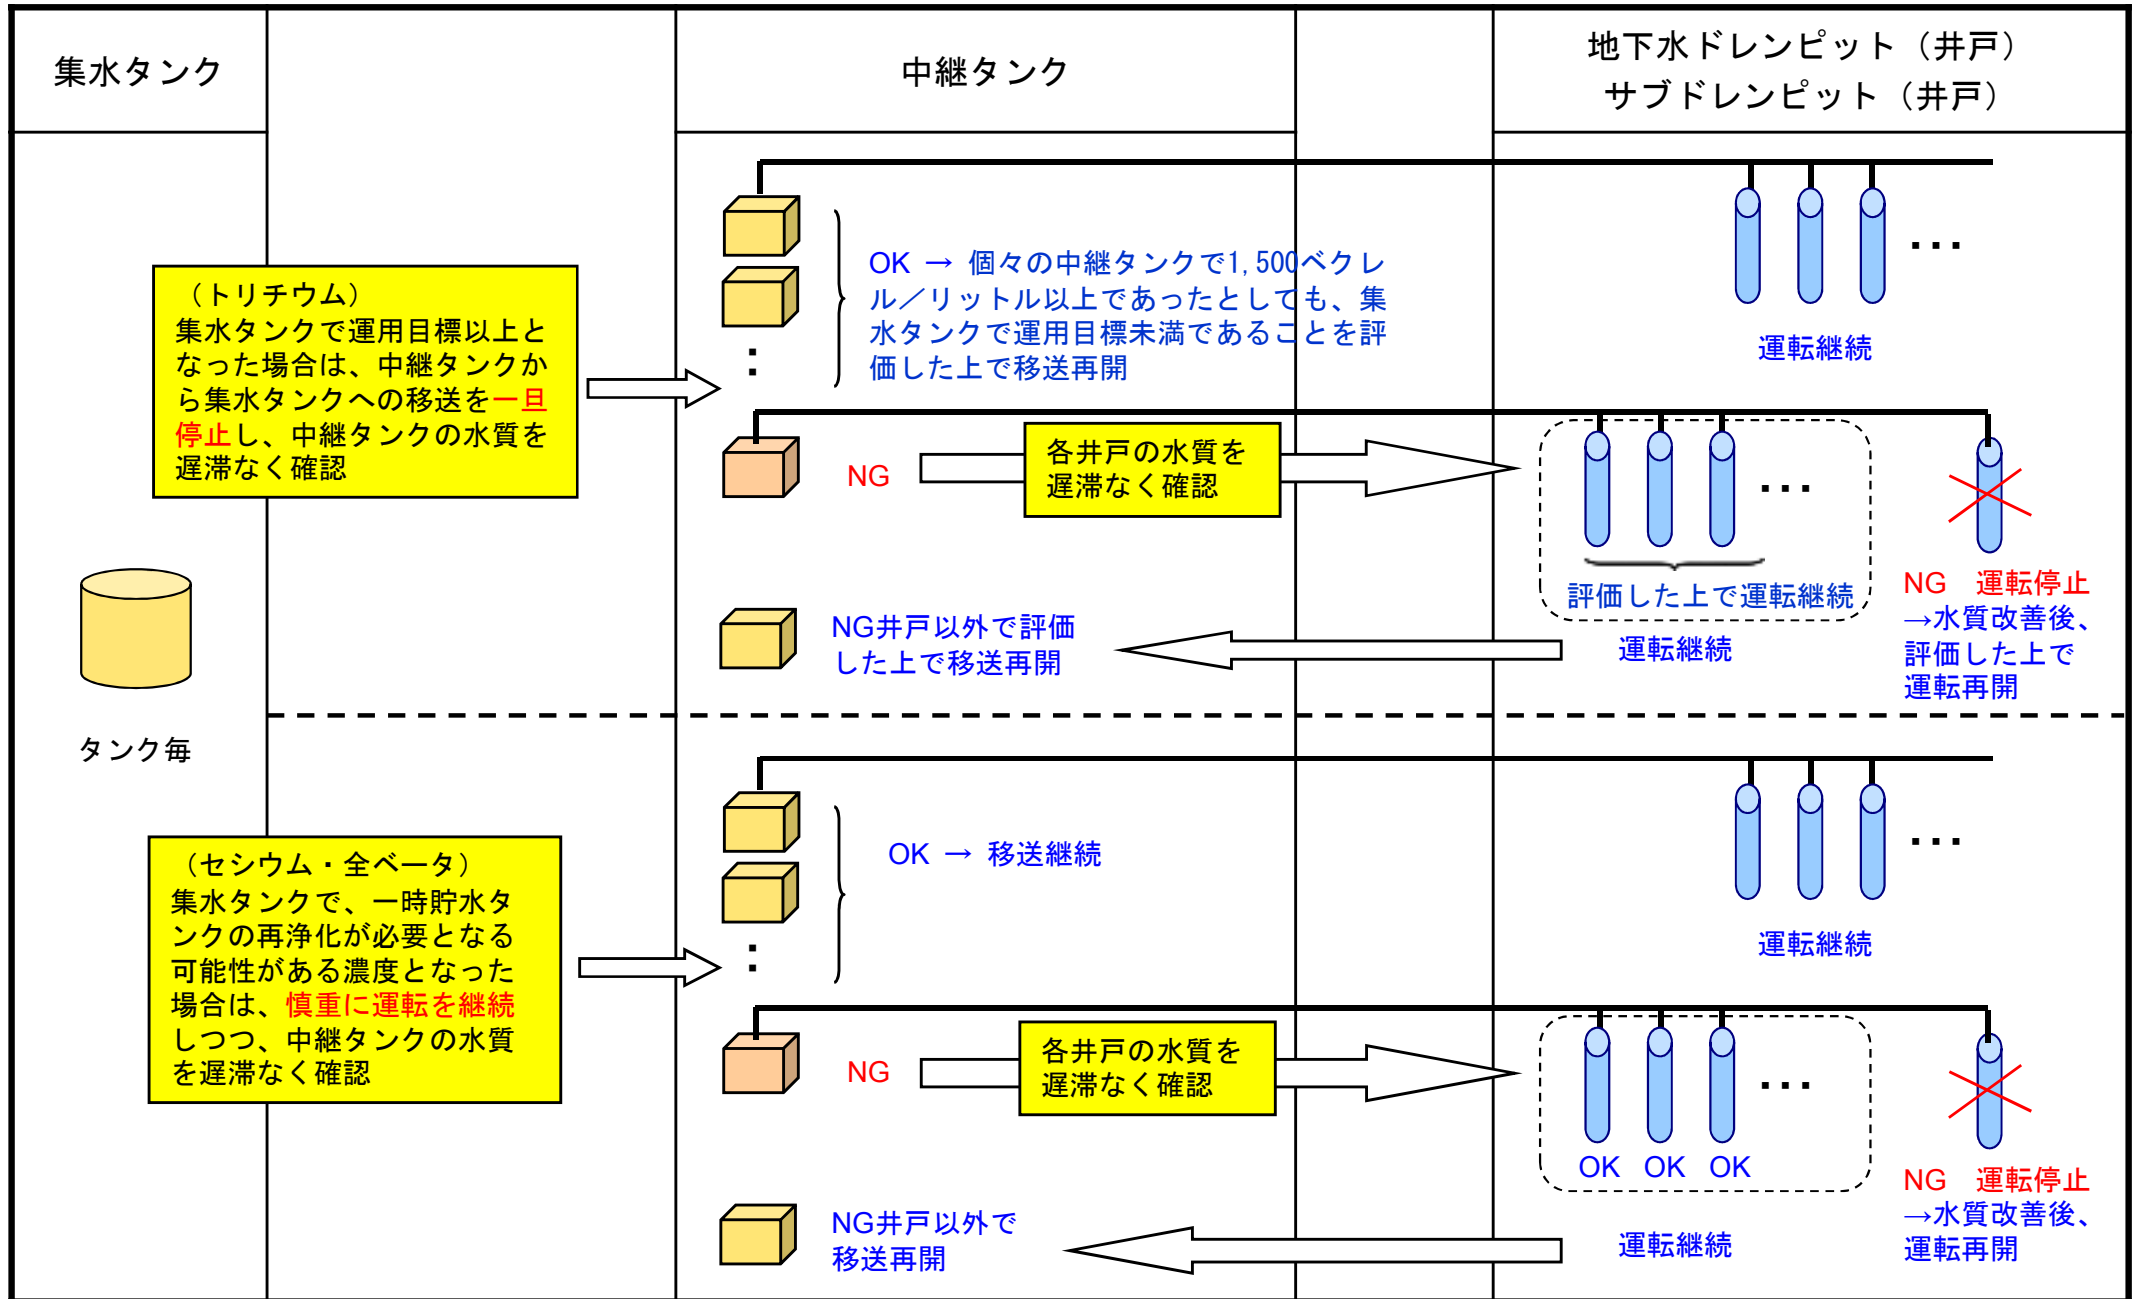 集水タンク
中継タンク
地下水ドレンピット（井戸）
サブドレンピット（井戸）
（トリチウム）
集水タンクで運用目標以上と
なった場合は、中継タンクか
ら集水タンクへの移送を一旦
停止し、中継タンクの水質を
遅滞なく確認
OK → 個々の中継タンクで1,500ベクレ
ル／リットル以上であったとしても、集
水タンクで運用目標未満であることを評
価した上で移送再開
：
・・・
運転継続
NG
各井戸の水質を
遅滞なく確認
・・・
評価した上で運転継続
運転継続
NG　運転停止
→水質改善後、
評価した上で
運転再開
NG井戸以外で評価
した上で移送再開
タンク毎
（セシウム・全ベータ）
集水タンクで、一時貯水タ
ンクの再浄化が必要となる
可能性がある濃度となった
場合は、慎重に運転を継続
しつつ、中継タンクの水質
を遅滞なく確認
OK → 移送継続
：
・・・
運転継続
NG
各井戸の水質を
遅滞なく確認
・・・
OK OK OK
運転継続
NG　運転停止
→水質改善後、
運転再開
NG井戸以外で
移送再開